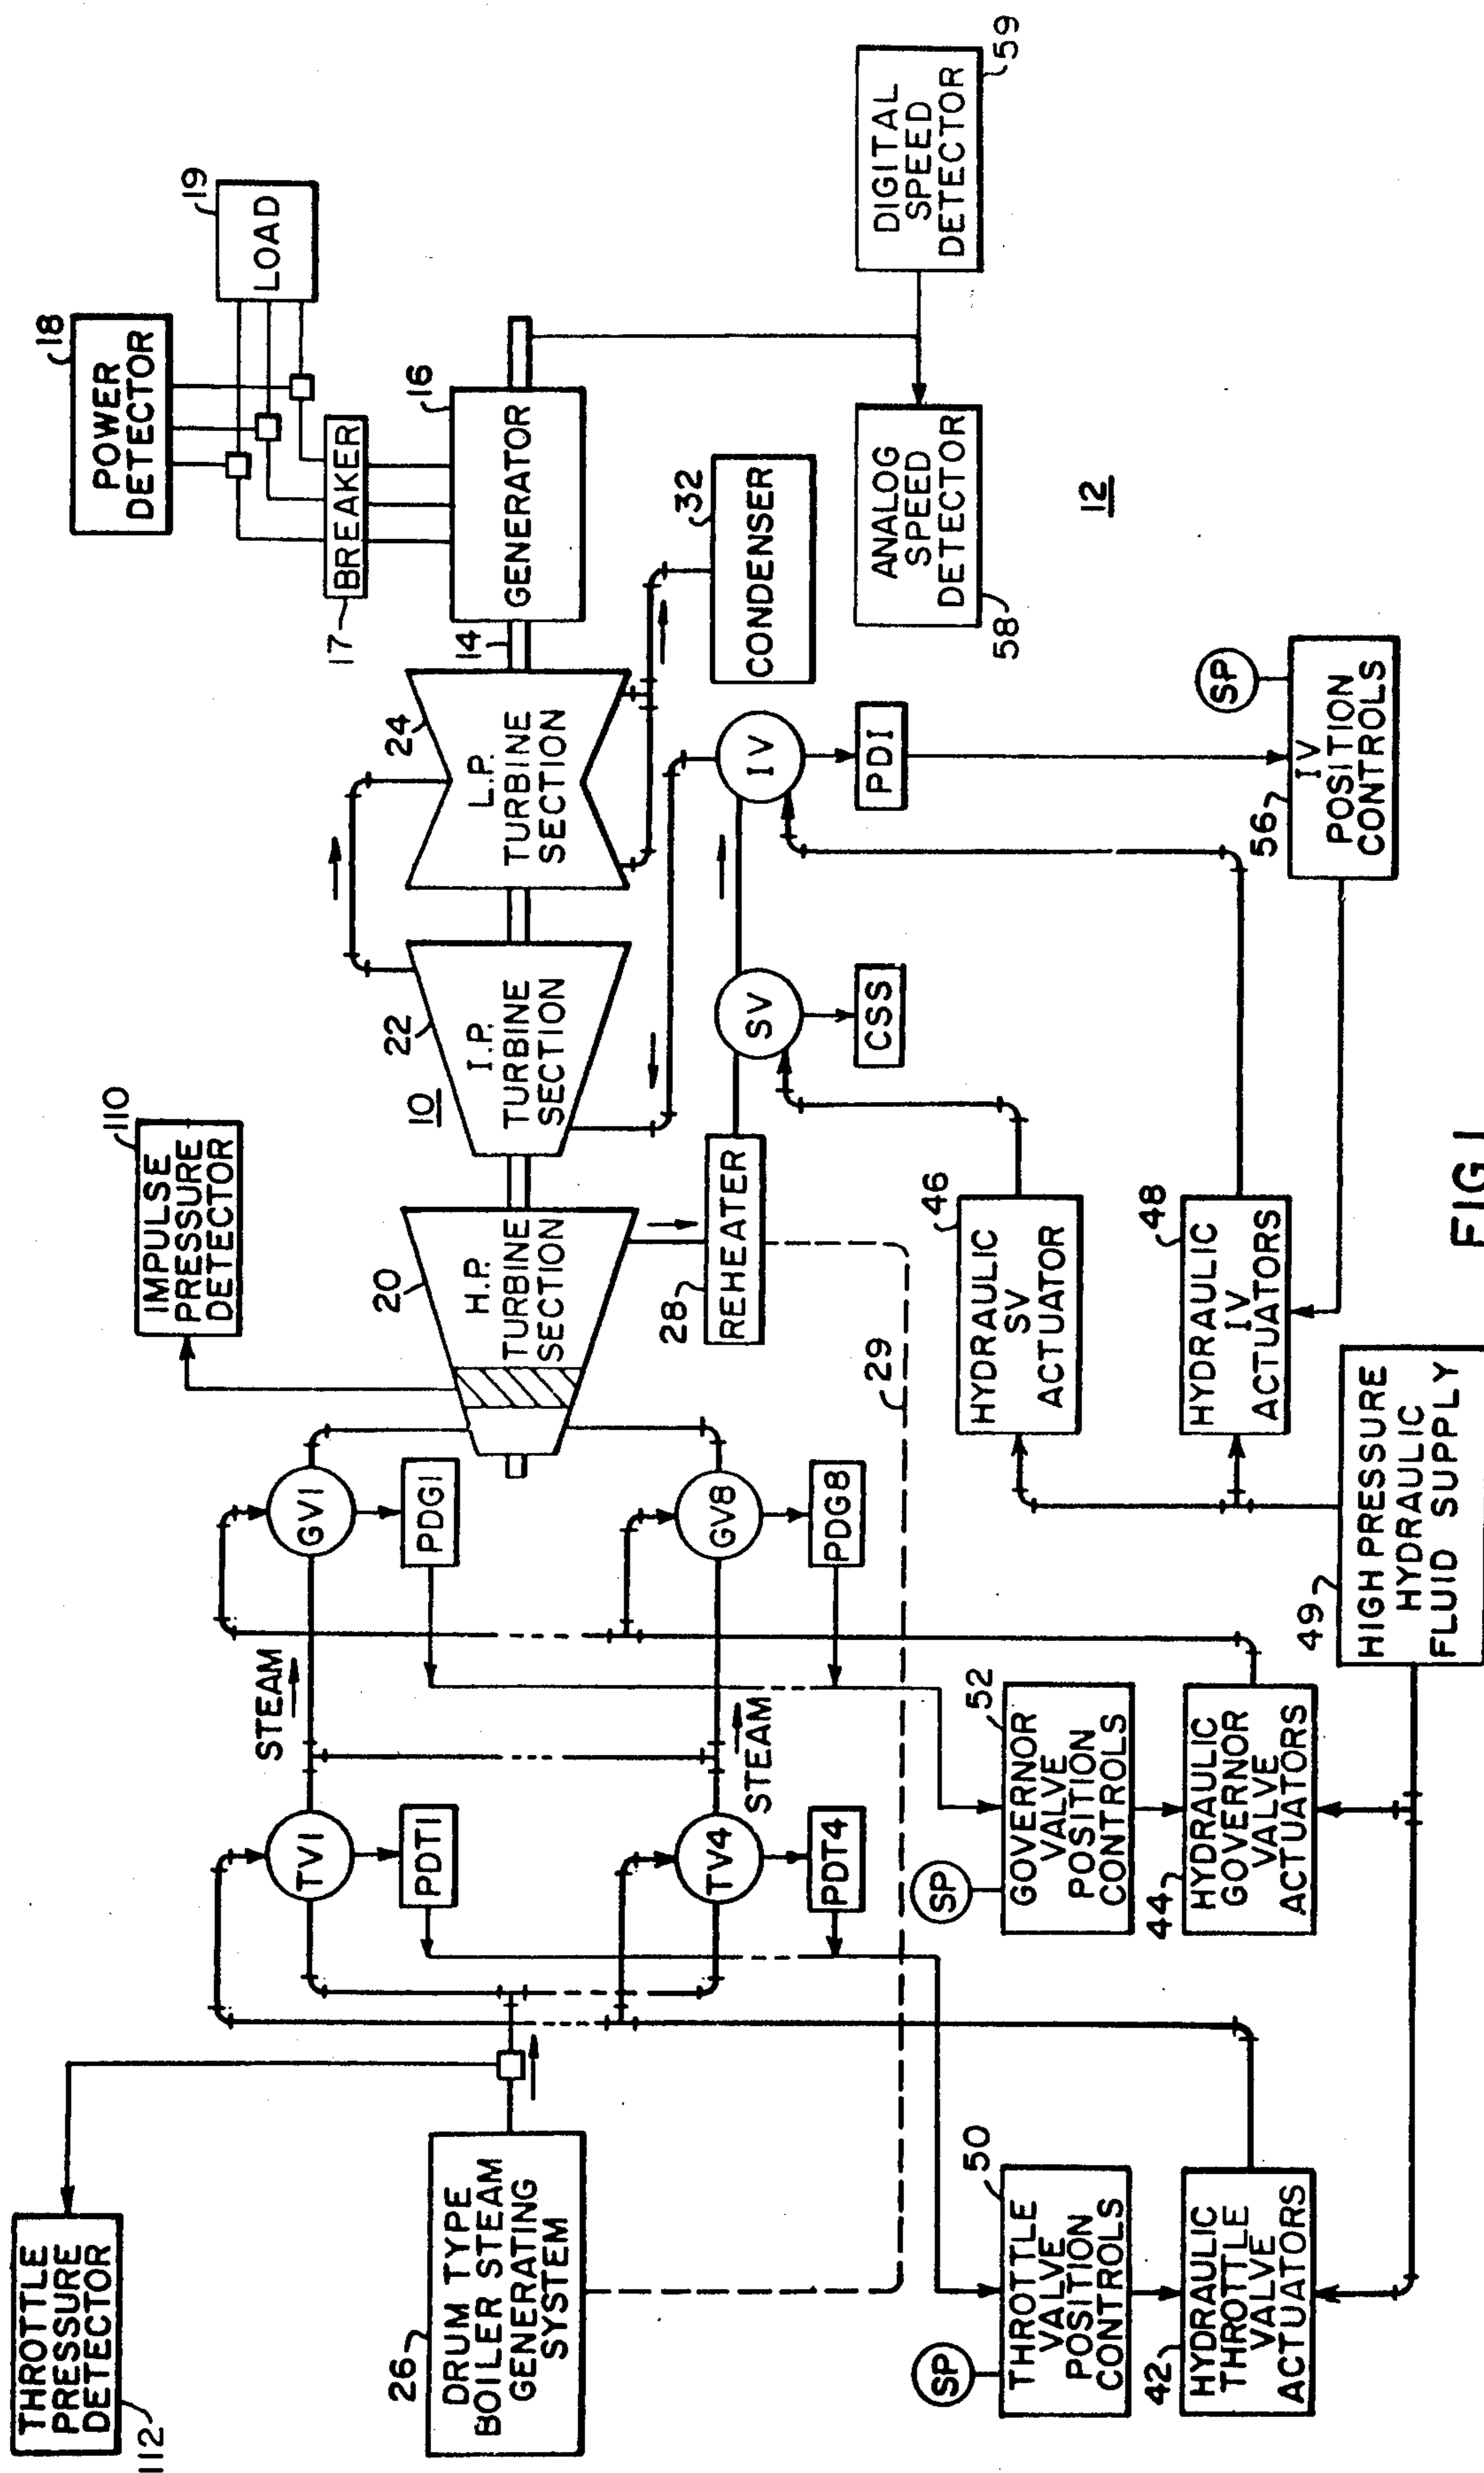 THROTTLE
PRESSURE
DETECTOR
112
IMPULSE
PRESSURE
DETECTOR
110
POWER
DETECTOR
18
LOAD
19
BREAKER
17
26
DRUM TYPE
BOILER STEAM
GENERATING
SYSTEM
TV1
PDT1
TV4
PDT4
STEAM
STEAM
GV1
PDG1
GV8
PDG8
20
H.P.
TURBINE
SECTION
10
22
I.P.
TURBINE
SECTION
24
L.P.
TURBINE
SECTION
14
GENERATOR
16
28
REHEATER
29
SV
CSS
IV
PDI
32
CONDENSER
ANALOG
SPEED
DETECTOR
58
DIGITAL
SPEED
DETECTOR
59
12
SP
50
THROTTLE
VALVE
POSITION
CONTROLS
42
HYDRAULIC
THROTTLE
VALVE
ACTUATORS
SP
52
GOVERNOR
VALVE
POSITION
CONTROLS
44
HYDRAULIC
GOVERNOR
VALVE
ACTUATORS
46
HYDRAULIC
SV
ACTUATOR
48
HYDRAULIC
IV
ACTUATORS
SP
56
IV
POSITION
CONTROLS
49
HIGH PRESSURE
HYDRAULIC
FLUID SUPPLY
FIG.1